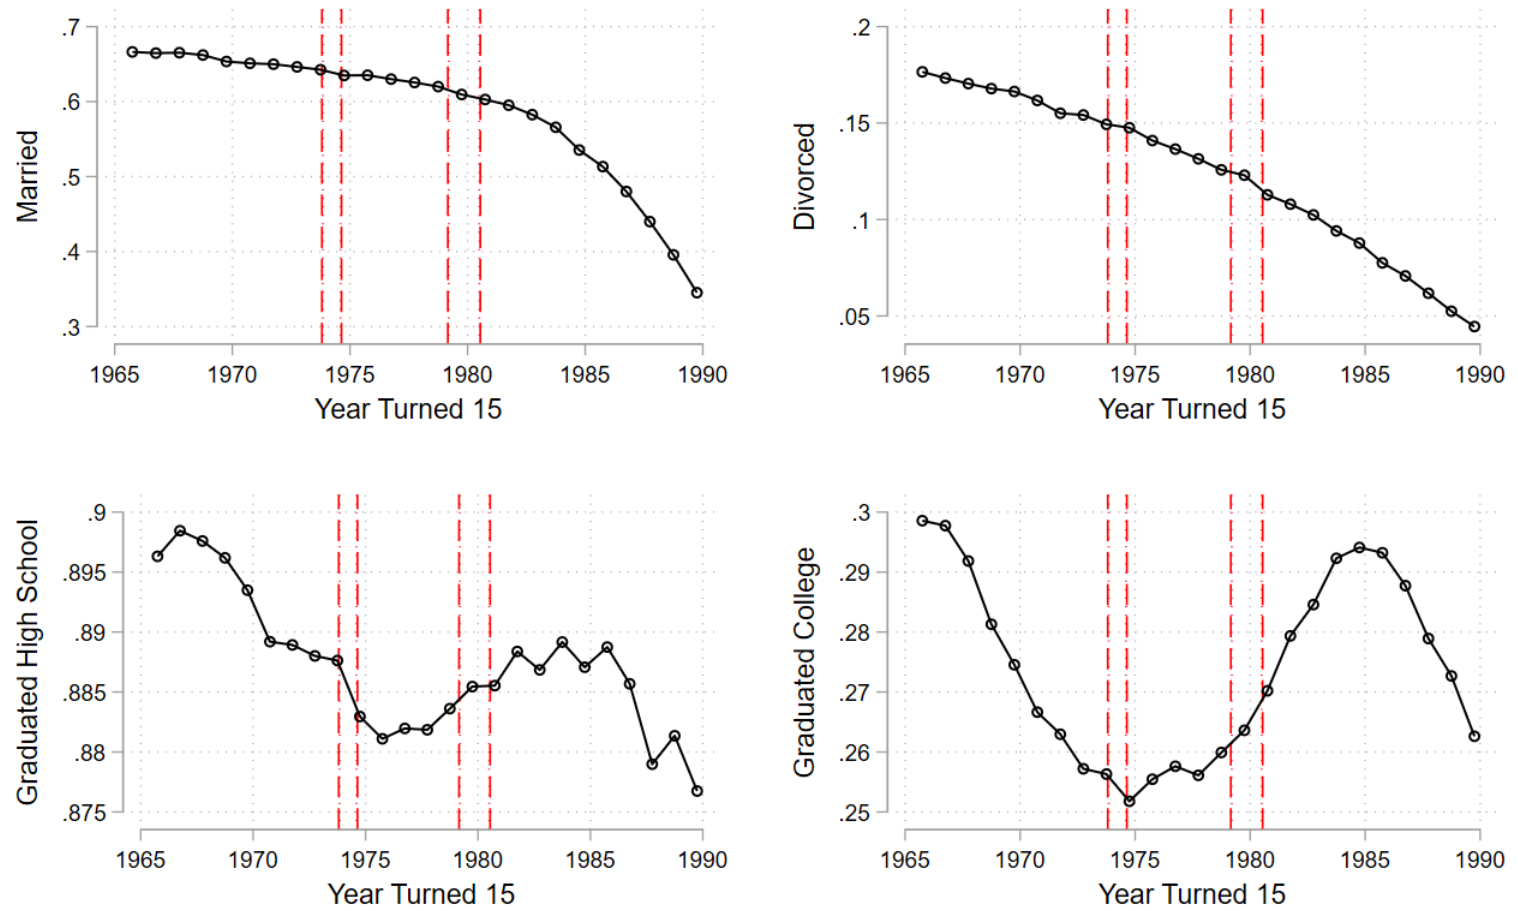 Married
.7
.6
.5
.4
.3
1965 1970 1975 1980 1985 1990
Year Turned 15
Divorced
.2
.15
.1
.05
1965 1970 1975 1980 1985 1990
Year Turned 15
Graduated High School
.9
.895
.89
.885
.88
.875
1965 1970 1975 1980 1985 1990
Year Turned 15
Graduated College
.3
.29
.28
.27
.26
.25
1965 1970 1975 1980 1985 1990
Year Turned 15